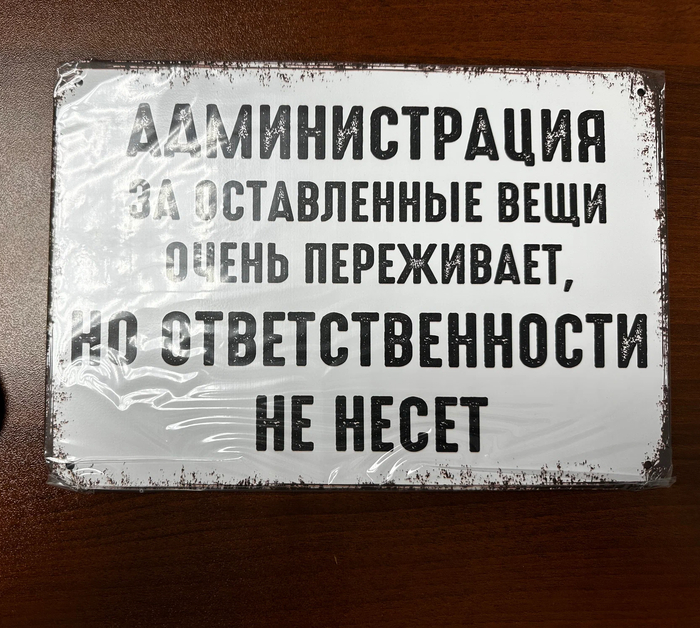 АДМИНИСТРАЦИЯ
ЗА ОСТАВЛЕННЫЕ ВЕЩИ
ОЧЕНЬ ПЕРЕЖИВАЕТ,
НО ОТВЕТСТВЕННОСТИ
НЕ НЕСЕТ